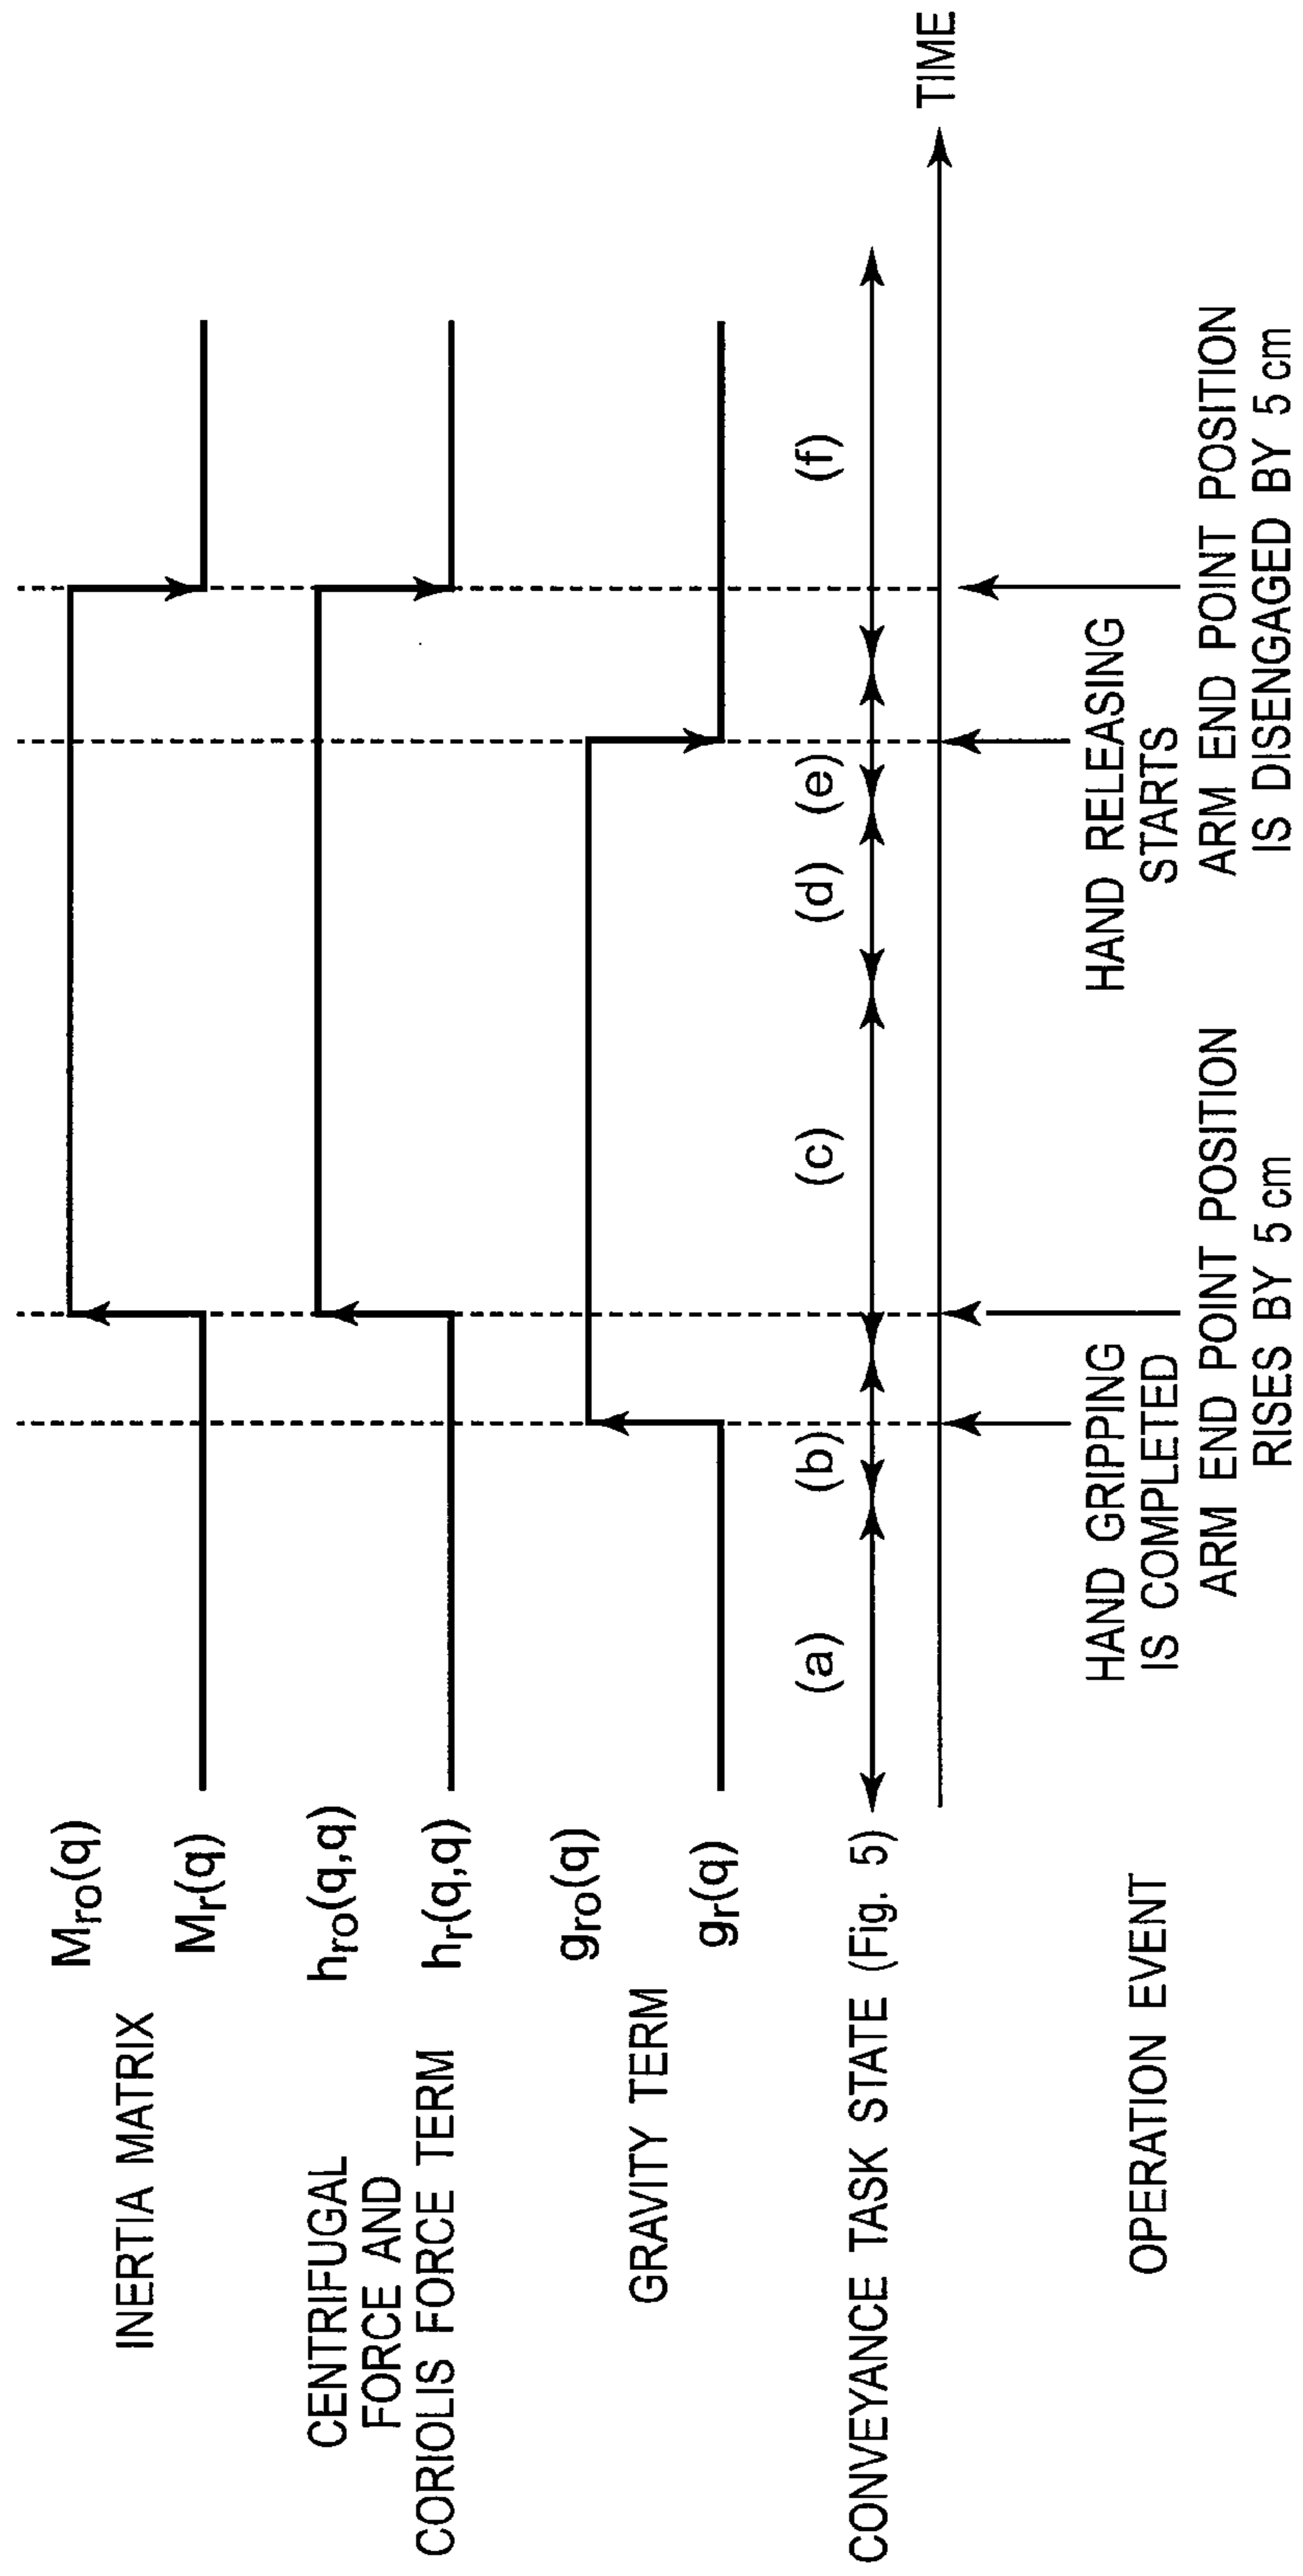 INERTIA MATRIX
Mro(q)
Mr(q)
CENTRIFUGAL
FORCE AND
CORIOLIS FORCE TERM
hro(q,q)
hr(q,q)
GRAVITY TERM
gro(q)
gr(q)
CONVEYANCE TASK STATE (Fig. 5)
(a)
(b)
(c)
(d)
(e)
(f)
TIME
OPERATION EVENT
HAND GRIPPING
IS COMPLETED
ARM END POINT POSITION
RISES BY 5 cm
HAND RELEASING
STARTS
ARM END POINT POSITION
IS DISENGAGED BY 5 cm